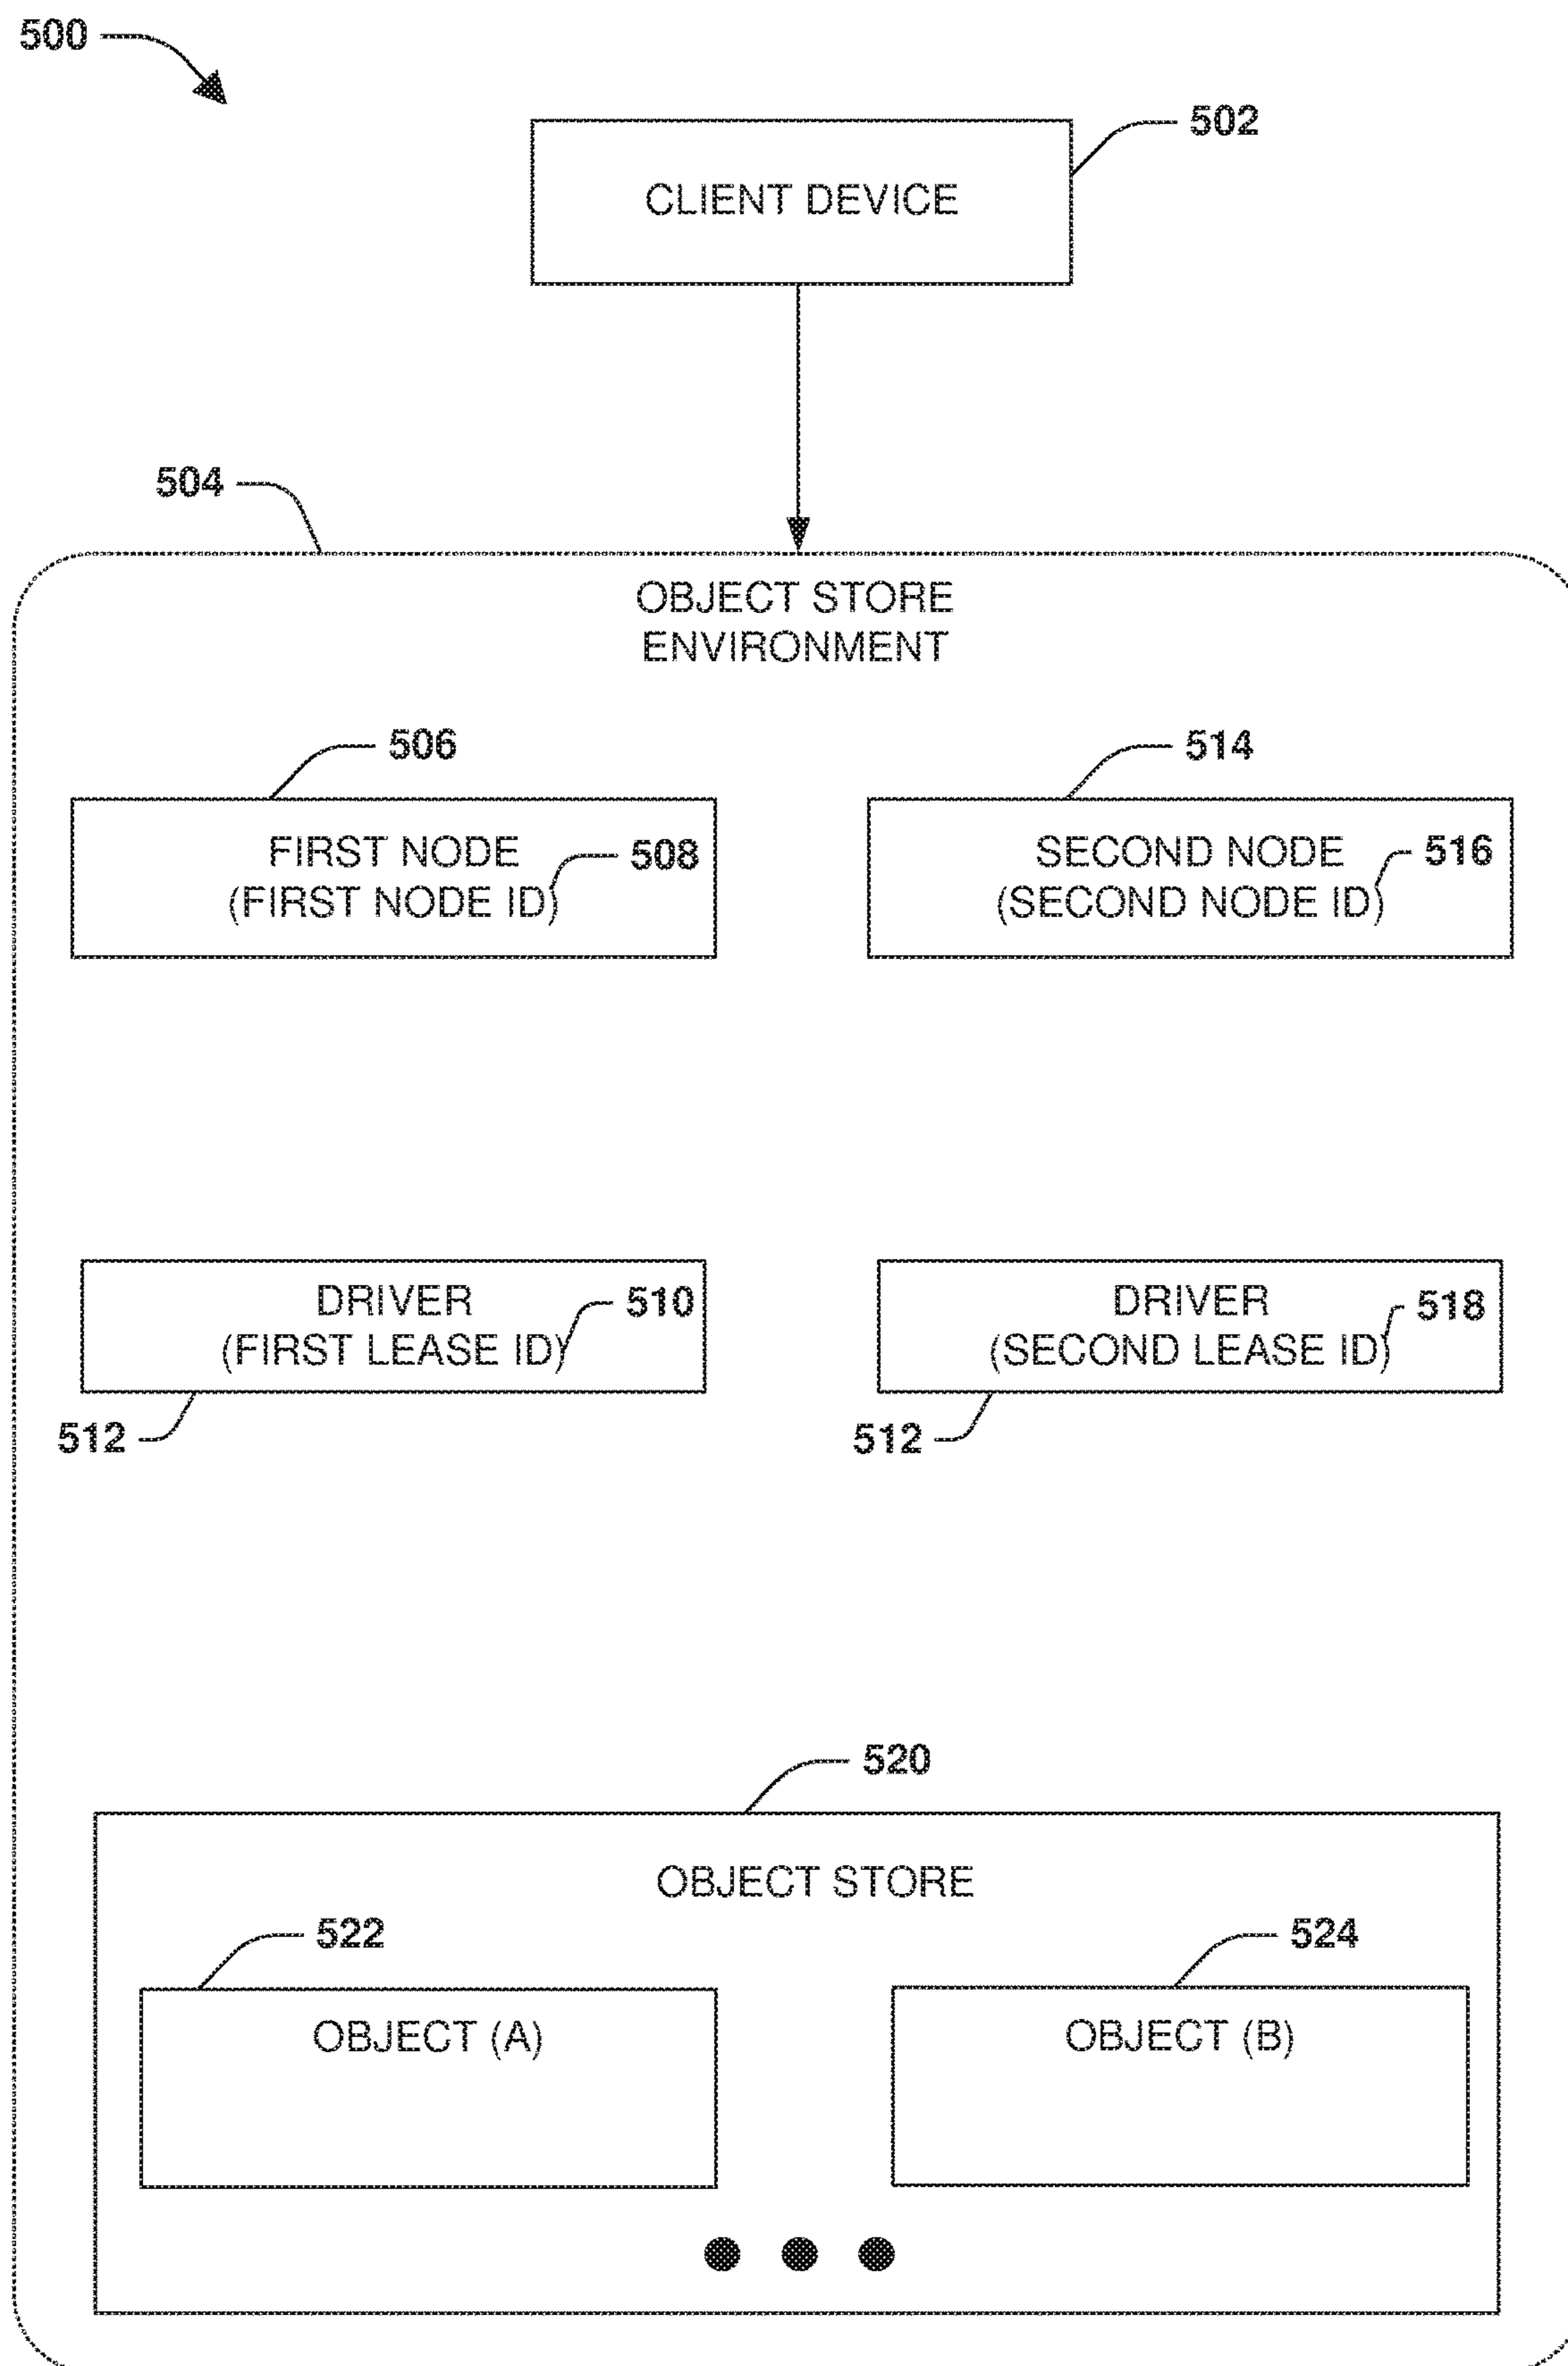 500
502
CLIENT DEVICE
504
OBJECT STORE
ENVIRONMENT
506
514
FIRST NODE
508
(FIRST NODE ID)
SECOND NODE
516
(SECOND NODE ID)
DRIVER
510
(FIRST LEASE ID)
512
DRIVER
518
(SECOND LEASE ID)
512
520
OBJECT STORE
522
524
OBJECT (A)
OBJECT (B)